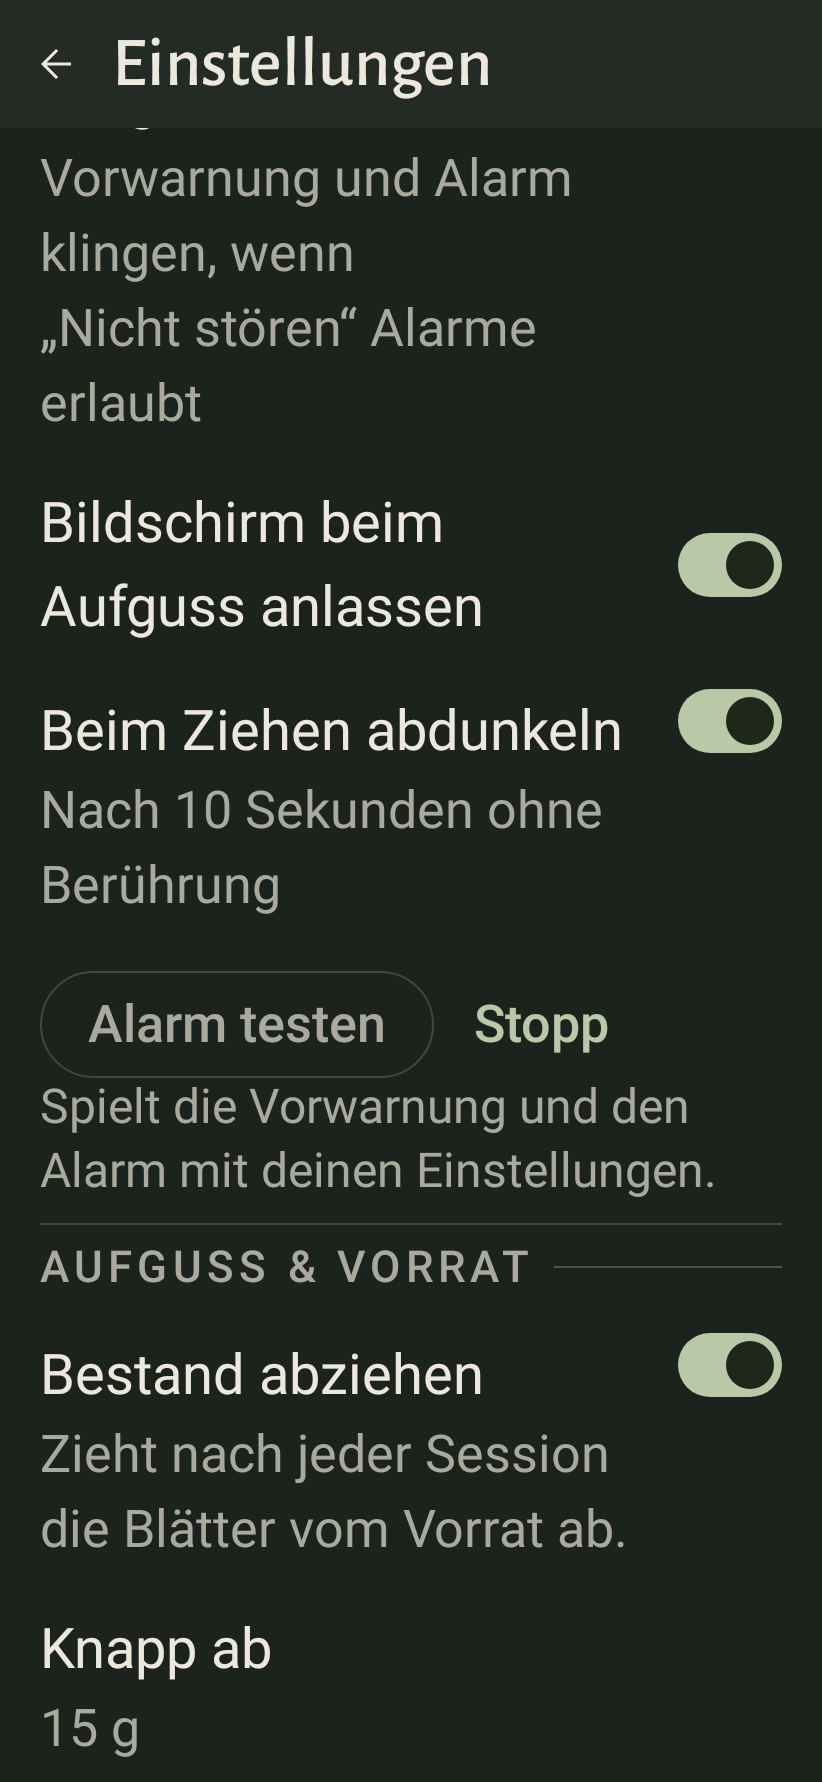 Einstellungen
Vorwarnung und Alarm
klingen, wenn
„Nicht stören“ Alarme
erlaubt
Bildschirm beim
Aufguss anlassen
Beim Ziehen abdunkeln
Nach 10 Sekunden ohne
Berührung
Alarm testen
Stopp
Spielt die Vorwarnung und den
Alarm mit deinen Einstellungen.
AUFGUSS & VORRAT
Bestand abziehen
Zieht nach jeder Session
die Blätter vom Vorrat ab.
Knapp ab
15 g